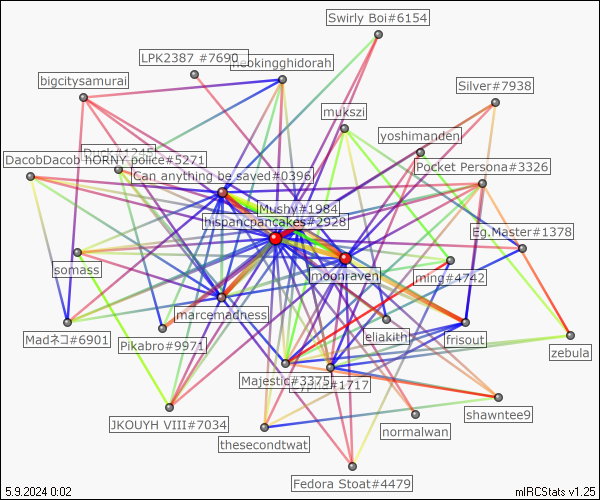 Swirly Boi#6154
LPK2387 #7690
neokingghidorah
bigcitysamurai
Silver#7938
mukszi
yoshimanden
Duck#1245
DacobDacob hORNY police#5271
Pocket Persona#3326
Can anything be saved#0396
Mushy#1984
hispancpancakes#2928
Eg.Master#1378
somass
moonraven
ming#4742
marcemadness
Madネコ#6901
Pikabro#9971
eliakith
frisout
zebula
Majestic#3375
#1717
JKOUYH VIII#7034
shawntee9
normalwan
thesecondtwat
Fedora Stoat#4479
5.9.2024 0:02
mIRCStats v1.25